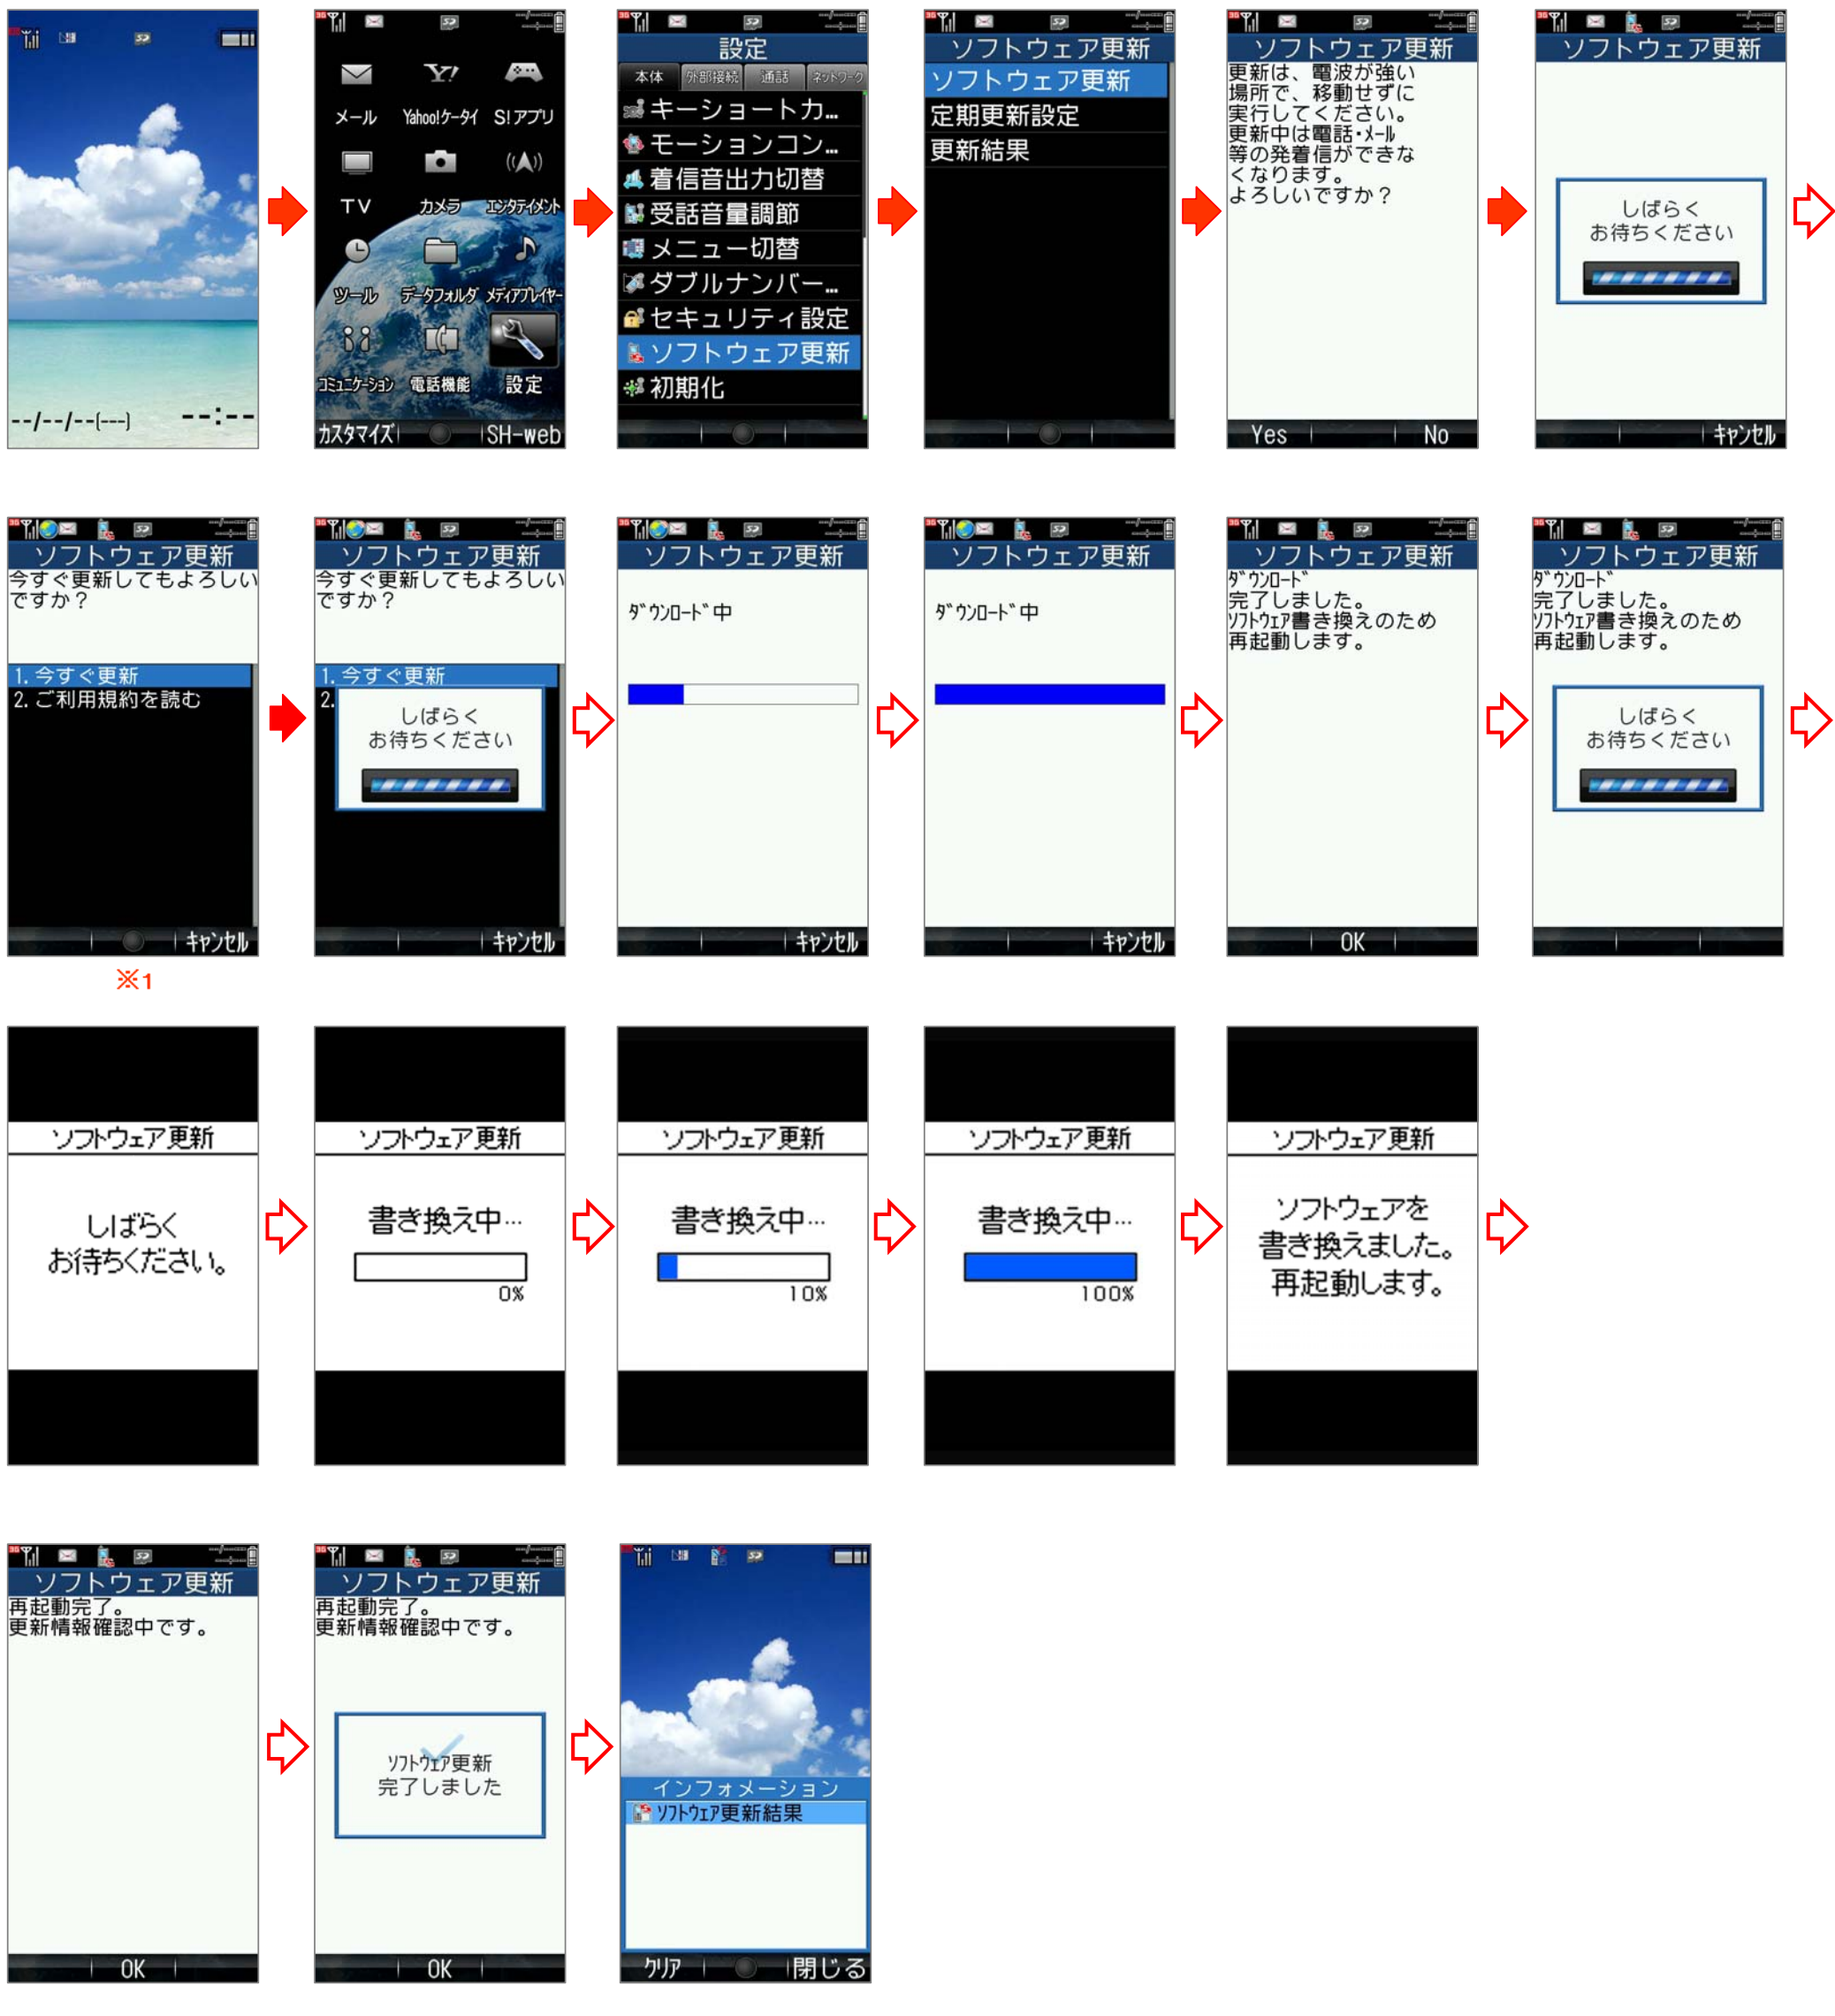 --/--/--(---) --:--
メール Yahoo!ケータイ S!アプリ
TV カメラ エンタテイメント
ツール データフォルダ メディアプレイヤー
コミュニケーション 電話機能 設定
カスタマイズ SH-web
設定
本体 外部接続 通話 ネットワーク
キーショートカ…
モーションコン…
着信音出力切替
受話音量調節
メニュー切替
ダブルナンバー…
セキュリティ設定
ソフトウェア更新
初期化
ソフトウェア更新
ソフトウェア更新
定期更新設定
更新結果
ソフトウェア更新
更新は、電波が強い
場所で、移動せずに
実行してください。
更新中は電話・メール
等の発着信ができな
くなります。
よろしいですか？
Yes No
ソフトウェア更新
しばらく
お待ちください
キャンセル
ソフトウェア更新
今すぐ更新してもよろしい
ですか？
1. 今すぐ更新
2. ご利用規約を読む
キャンセル
※1
ソフトウェア更新
今すぐ更新してもよろしい
ですか？
1. 今すぐ更新
2.
しばらく
お待ちください
キャンセル
ソフトウェア更新
ダウンロード中
キャンセル
ソフトウェア更新
ダウンロード中
キャンセル
ソフトウェア更新
ダウンロード
完了しました。
ソフトウェア書き換えのため
再起動します。
OK
ソフトウェア更新
ダウンロード
完了しました。
ソフトウェア書き換えのため
再起動します。
しばらく
お待ちください
ソフトウェア更新
しばらく
お待ちください。
ソフトウェア更新
書き換え中…
0%
ソフトウェア更新
書き換え中…
10%
ソフトウェア更新
書き換え中…
100%
ソフトウェア更新
ソフトウェアを
書き換えました。
再起動します。
ソフトウェア更新
再起動完了。
更新情報確認中です。
OK
ソフトウェア更新
再起動完了。
更新情報確認中です。
ソフトウェア更新
完了しました
OK
インフォメーション
ソフトウェア更新結果
クリア 閉じる